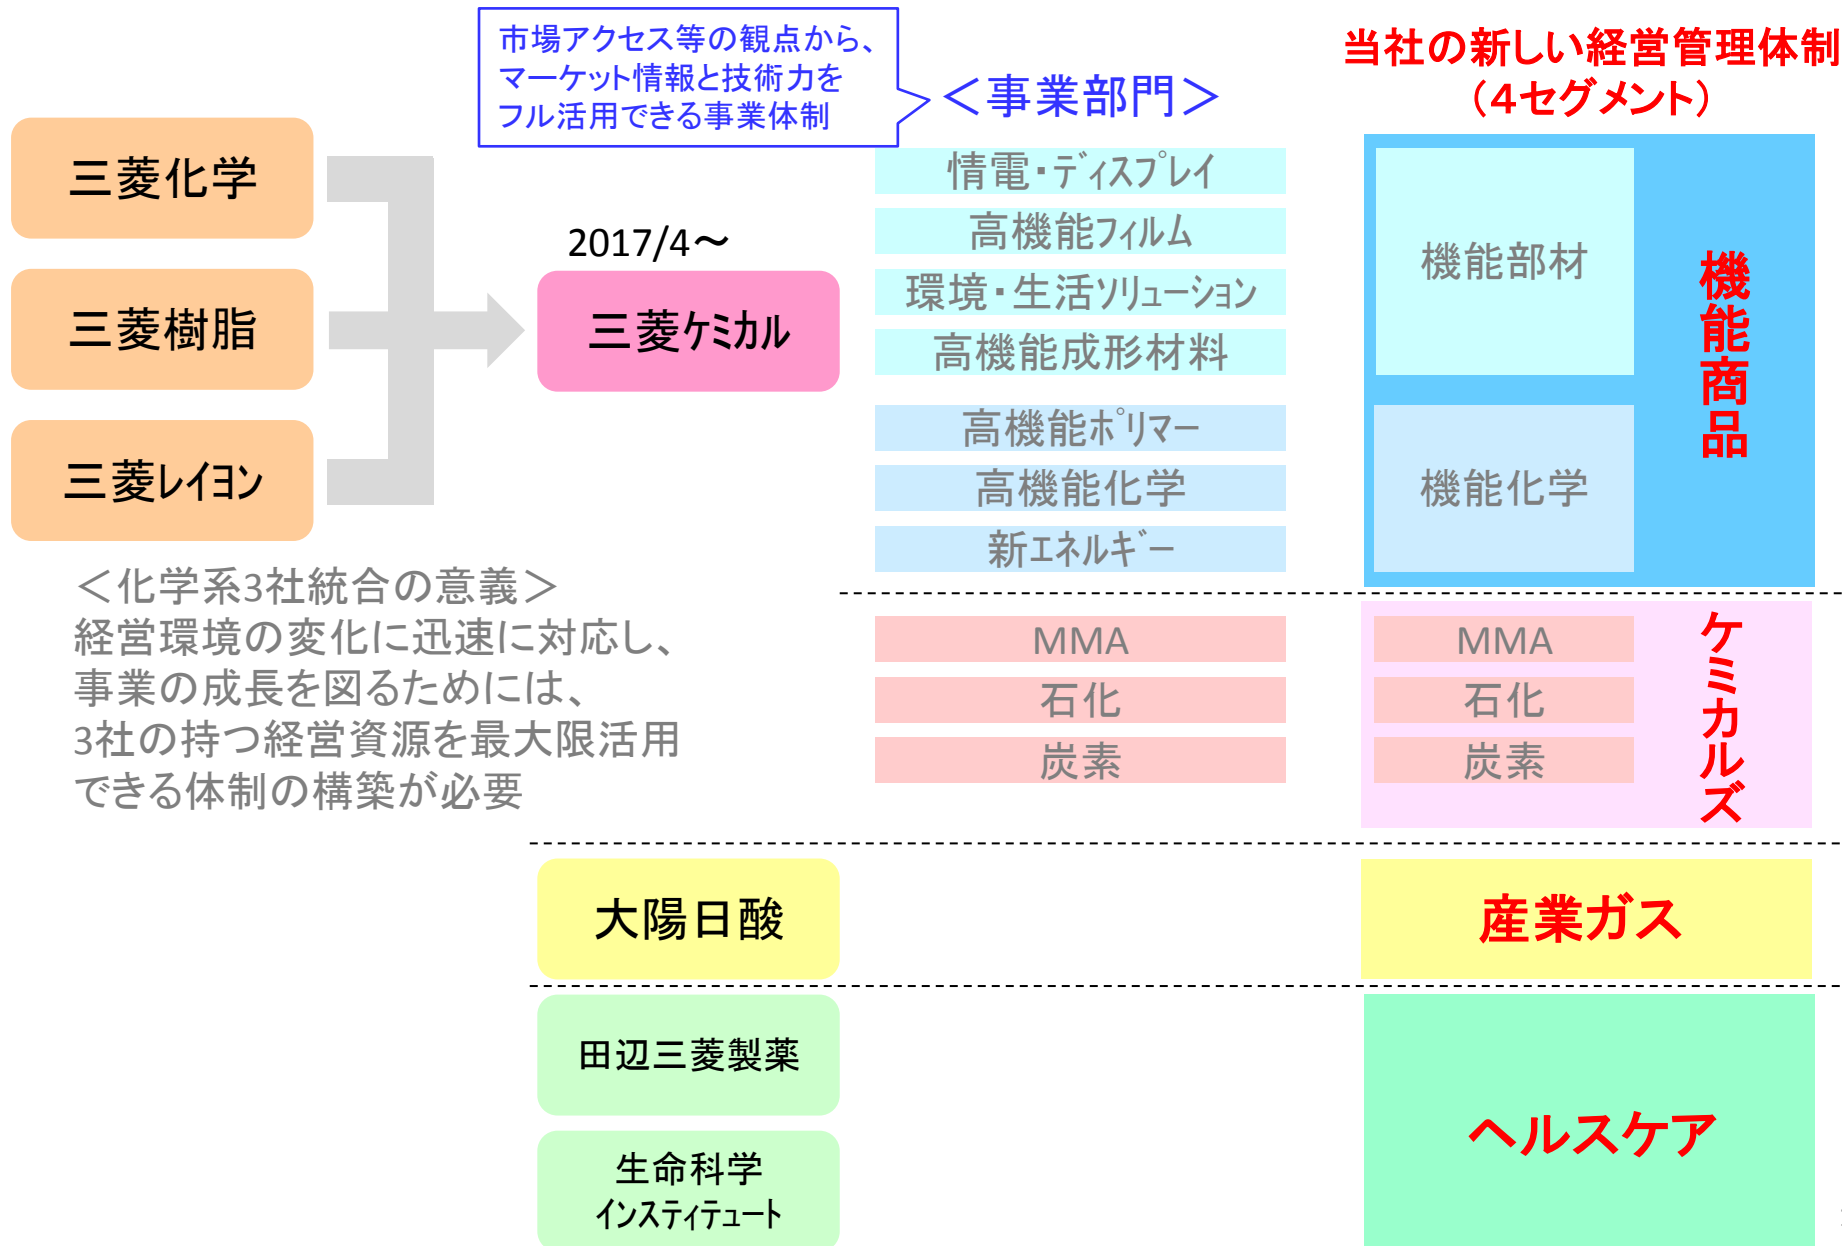 市場アクセス等の観点から、
マーケット情報と技術力を
フル活用できる事業体制
＜事業部門＞
当社の新しい経営管理体制
（4セグメント）
三菱化学
三菱樹脂
三菱レイヨン
2017/4～
三菱ケミカル
情電・ディスプレイ
高機能フィルム
環境・生活ソリューション
高機能成形材料
高機能ポリマー
高機能化学
新エネルギー
機能部材
機能化学
機能商品
＜化学系3社統合の意義＞
経営環境の変化に迅速に対応し、
事業の成長を図るためには、
3社の持つ経営資源を最大限活用
できる体制の構築が必要
MMA
石化
炭素
MMA
石化
炭素
ケミカルズ
大陽日酸
産業ガス
田辺三菱製薬
生命科学
インスティテュート
ヘルスケア